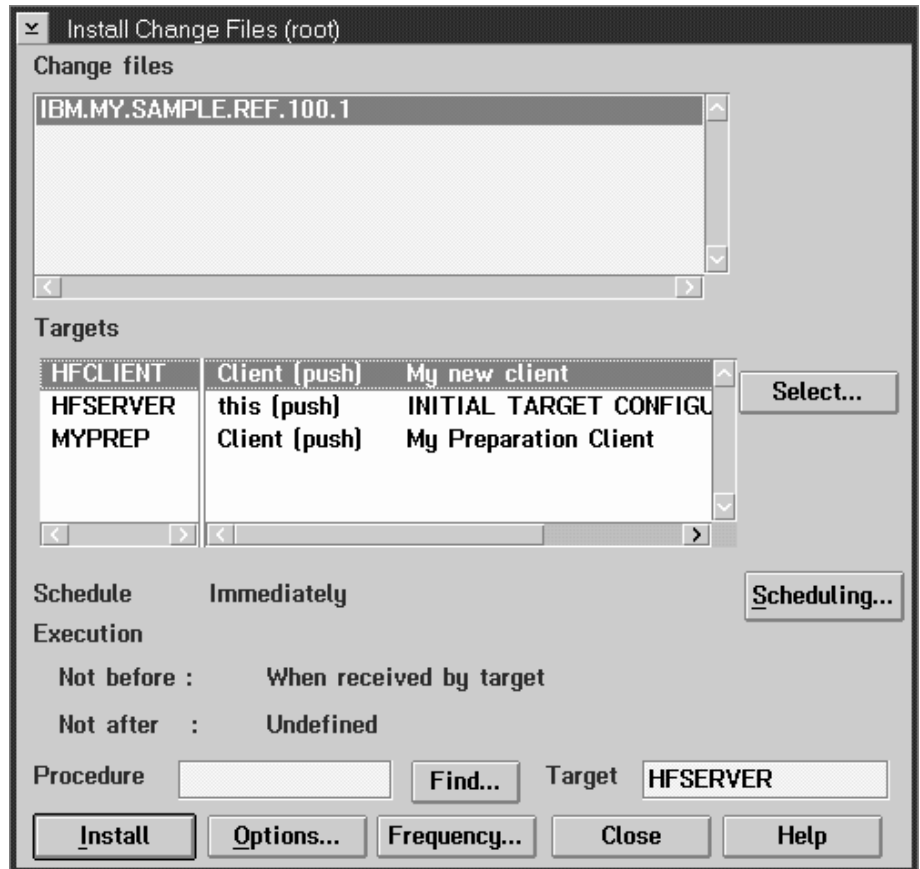 Install Change Files (root)
Change files
IBM.MY.SAMPLE.REF.100.1
Targets
HFCLIENT Client (push) My new client
HFSERVER this (push) INITIAL TARGET CONFIGU
MYPREP Client (push) My Preparation Client
Select...
Schedule Immediately
Scheduling...
Execution
Not before : When received by target
Not after : Undefined
Procedure Find... Target HFSERVER
Install Options... Frequency... Close Help